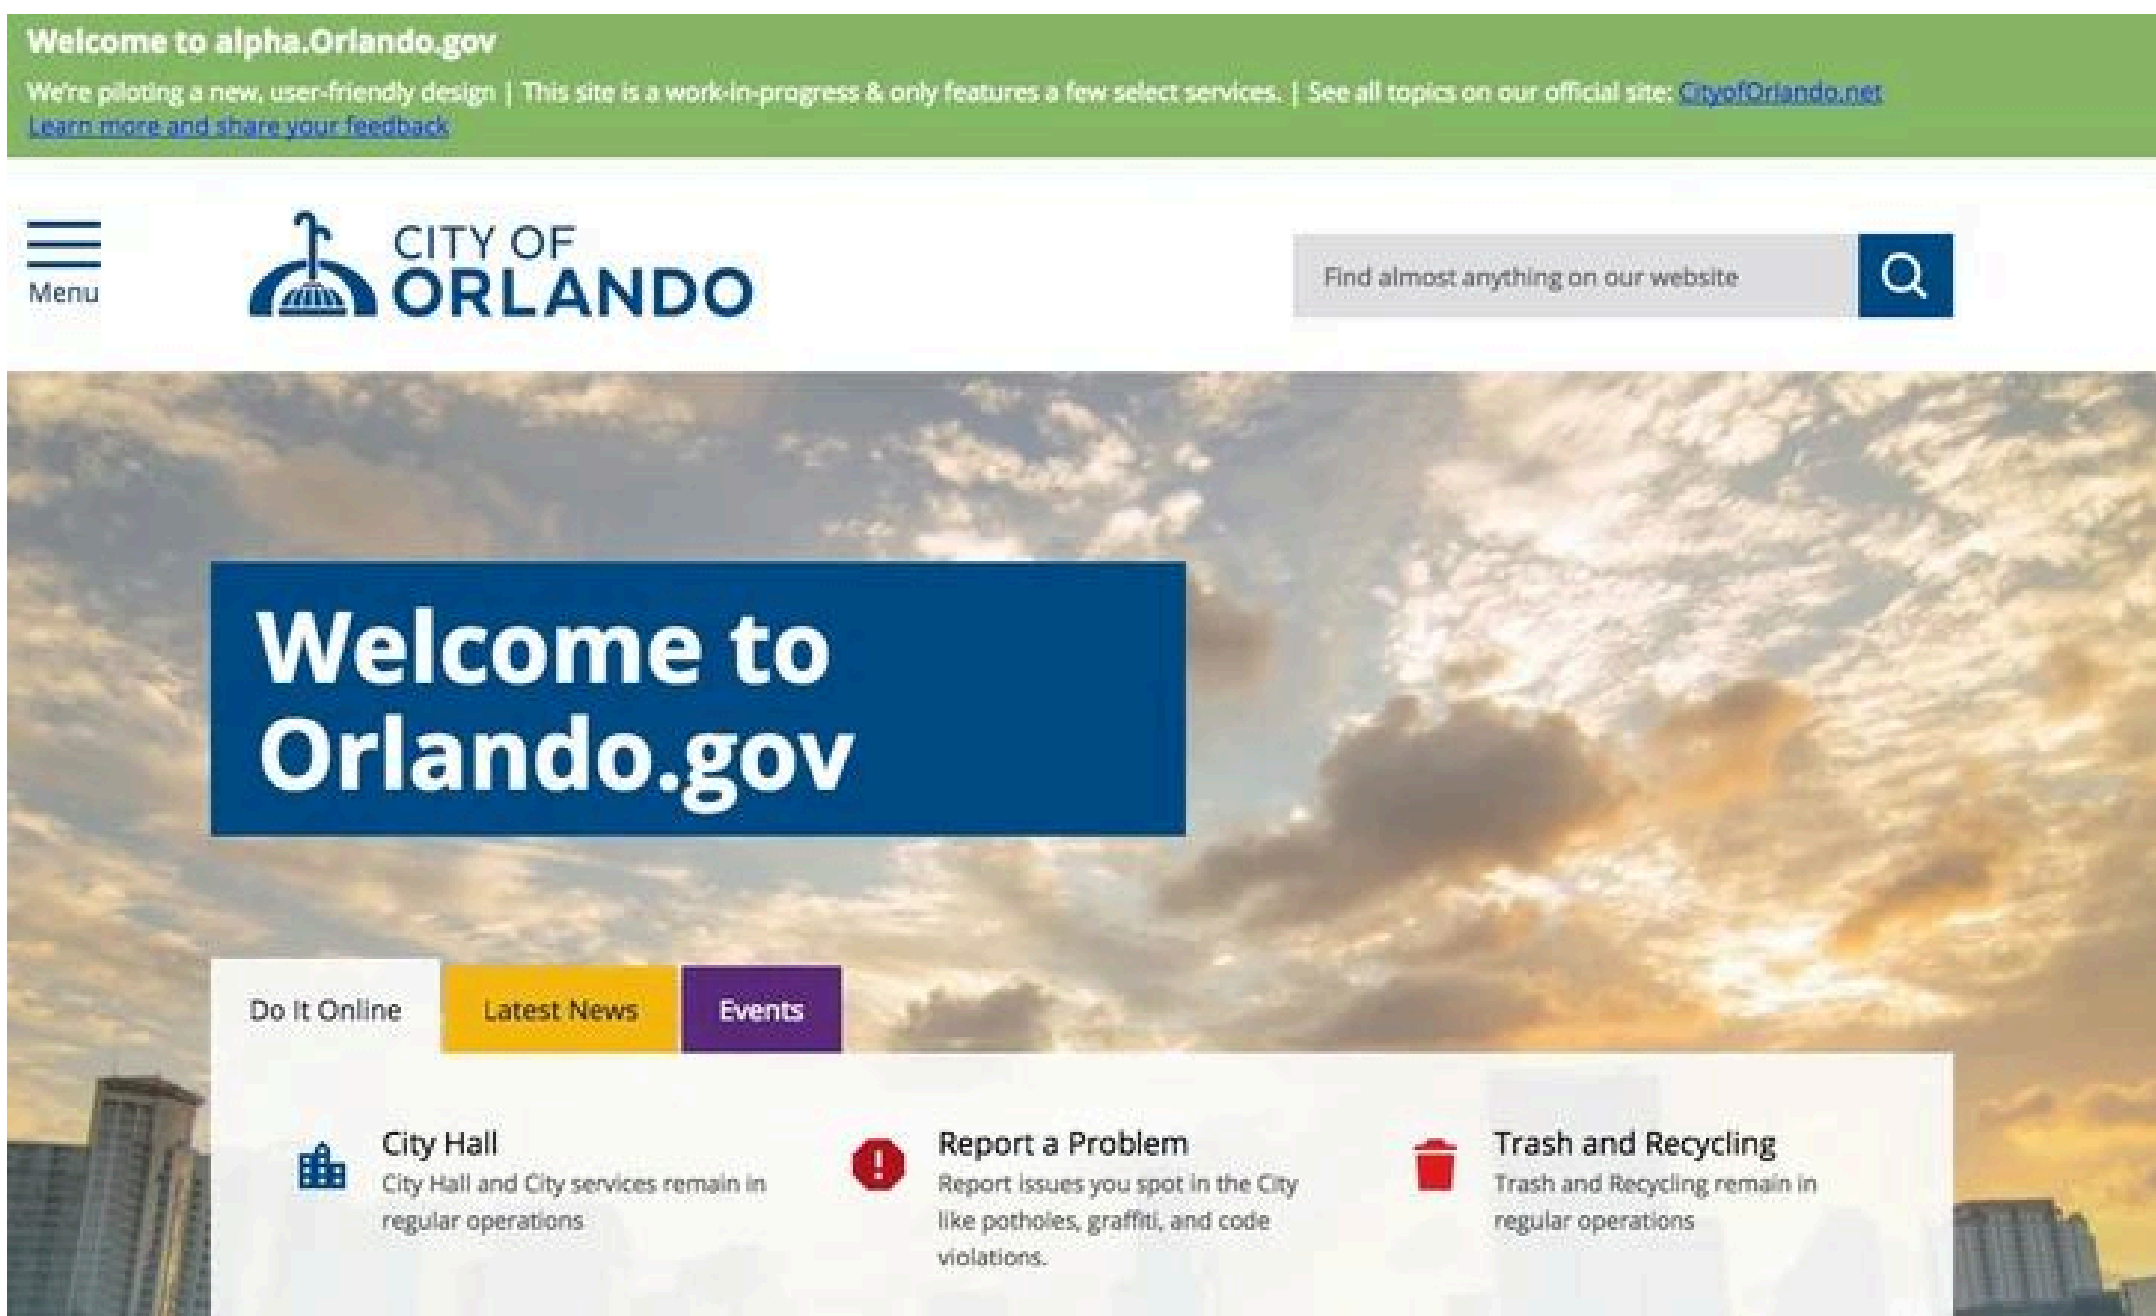 Welcome to alpha.Orlando.gov
We're piloting a new, user-friendly design | This site is a work-in-progress & only features a few select services. | See all topics on our official site: CityofOrlando.net
Learn more and share your feedback
Menu
CITY OF
ORLANDO
Find almost anything on our website
Welcome to
Orlando.gov
Do It Online
Latest News
Events
City Hall
City Hall and City services remain in
regular operations
Report a Problem
Report issues you spot in the City
like potholes, graffiti, and code
violations.
Trash and Recycling
Trash and Recycling remain in
regular operations